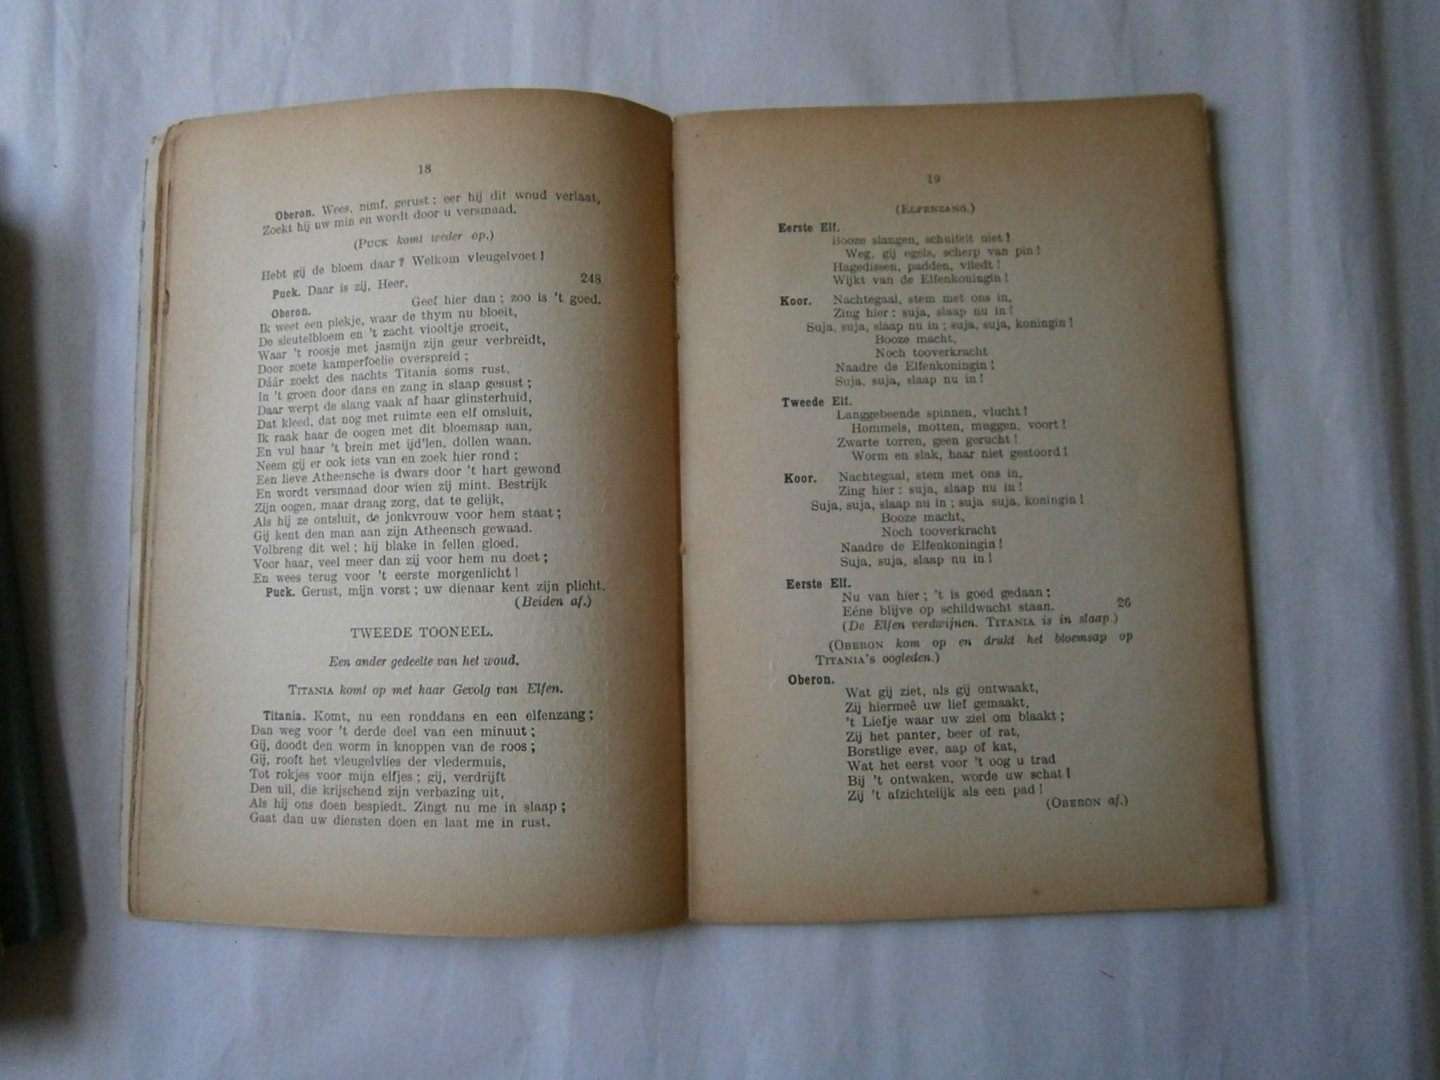 18
Oberon. Wees, nimf, gerust; eer hij dit woud verlaat,
Zoekt hij uw min en wordt door u versmaad.
(PUCK komt weder op.)
Hebt gij de bloem daar? Welkom vleugelvoet!
248
Puck. Daar is zij, Heer.
Oberon. Geef hier dan; zoo is 't goed.
Ik weet een plekje, waar de thym nu bloeit,
De sleutelbloem en 't zacht viooltje groeit,
Waar 't roosje met jasmijn zijn geur verbreidt,
Door zoete kamperfoelie overspreid;
Dáár zoekt des nachts Titania soms rust.
In 't groen door dans en zang in slaap gesust;
Daar werpt de slang vaak af haar glinsterhuid,
Dat kleed, dat nog met ruimte een elf omsluit,
Ik raak haar de oogen met dit bloemsap aan,
En vul haar 't brein met ijd'len, dollen waan.
Neem gij er ook iets van en zoek hier rond;
Een lieve Atheensche is dwars door 't hart gewond
En wordt versmaad door wien zij mint. Bestrijk
Zijn oogen, maar draag zorg, dat te gelijk,
Als hij ze ontsluit, de jonkvrouw voor hem staat;
Gij kent den man aan zijn Atheensch gewaad.
Volbreng dit wel; hij blake in fellen gloed.
Voor haar, veel meer dan zij voor hem nu doet;
En wees terug voor 't eerste morgenlicht!
Puck. Gerust, mijn vorst; uw dienaar kent zijn plicht.
(Beiden af.)
TWEEDE TOONEEL.
Een ander gedeelte van het woud.
TITANIA komt op met haar Gevolg van Elfen.
Titania. Komt, nu een ronddans en een elfenzang;
Dan weg voor 't derde deel van een minuut;
Gij, doodt den worm in knoppen van de roos;
Gij, rooft het vleugelvlies der vledermuis,
Tot rokjes voor mijn elfjes; gij, verdrijft
Den uil, die krijschend zijn verbazing uit,
Als hij ons doen bespiedt. Zingt nu me in slaap;
Gaat dan uw diensten doen en laat me in rust.
19
(ELFENZANG.)
Eerste Elf.
Booze slangen, schuifelt niet!
Weg, gij egels, scherp van pin!
Hagedissen, padden, vliedt!
Wijkt van de Elfenkoningin!
Koor. Nachtegaal, stem met ons in,
Zing hier: suja, slaap nu in!
Suja, suja, slaap nu in; suja, suja, koningin!
Booze macht,
Noch tooverkracht
Naadre de Elfenkoningin!
Suja, suja, slaap nu in!
Tweede Elf.
Langgebeende spinnen, vlucht!
Hommels, motten, muggen, voort!
Zwarte torren, geen gerucht!
Worm en slak, haar niet gestoord!
Koor. Nachtegaal, stem met ons in,
Zing hier: suja, slaap nu in!
Suja, suja, slaap nu in; suja suja, koningin!
Booze macht,
Noch tooverkracht
Naadre de Elfenkoningin!
Suja, suja, slaap nu in!
Eerste Elf.
Nu van hier; 't is goed gedaan;
Eéne blijve op schildwacht staan. 26
(De Elfen verdwijnen. TITANIA is in slaap)
(OBERON kom op en drukt het bloemsap op
TITANIA'S oogleden.)
Oberon.
Wat gij ziet, als gij ontwaakt,
Zij hiermeê uw lief gemaakt,
't Liefje waar uw ziel om blaakt;
Zij het panter, beer of rat,
Borstlige ever, aap of kat,
Wat het eerst voor 't oog u trad
Bij 't ontwaken, worde uw schat!
Zij 't afzichtelijk als een pad!
(OBERON af.)